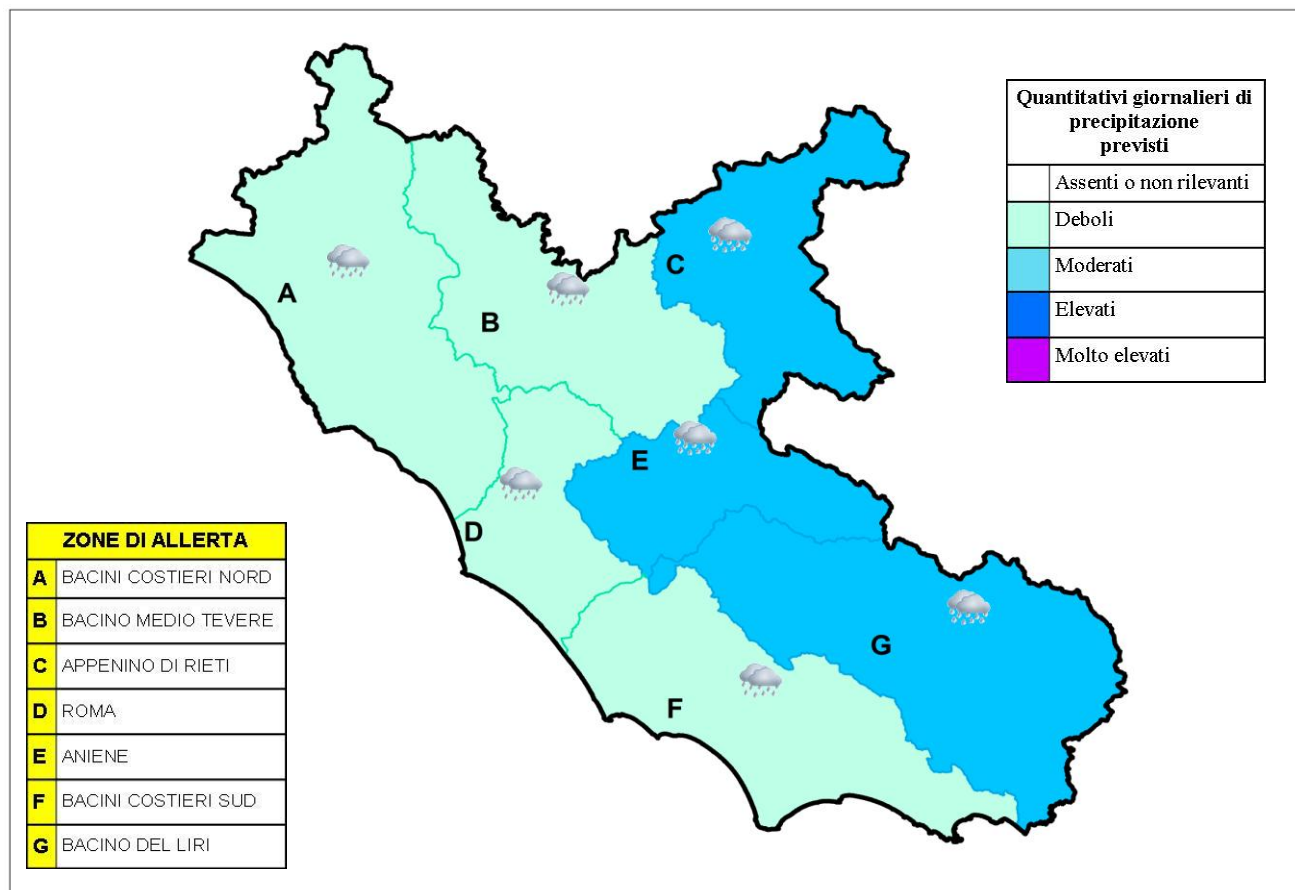 Quantitativi giornalieri di
precipitazione
previsti
Assenti o non rilevanti
Deboli
Moderati
Elevati
Molto elevati
A
B
C
D
E
F
G
ZONE DI ALLERTA
A BACINI COSTIERI NORD
B BACINO MEDIO TEVERE
C APPENINO DI RIETI
D ROMA
E ANIENE
F BACINI COSTIERI SUD
G BACINO DEL LIRI